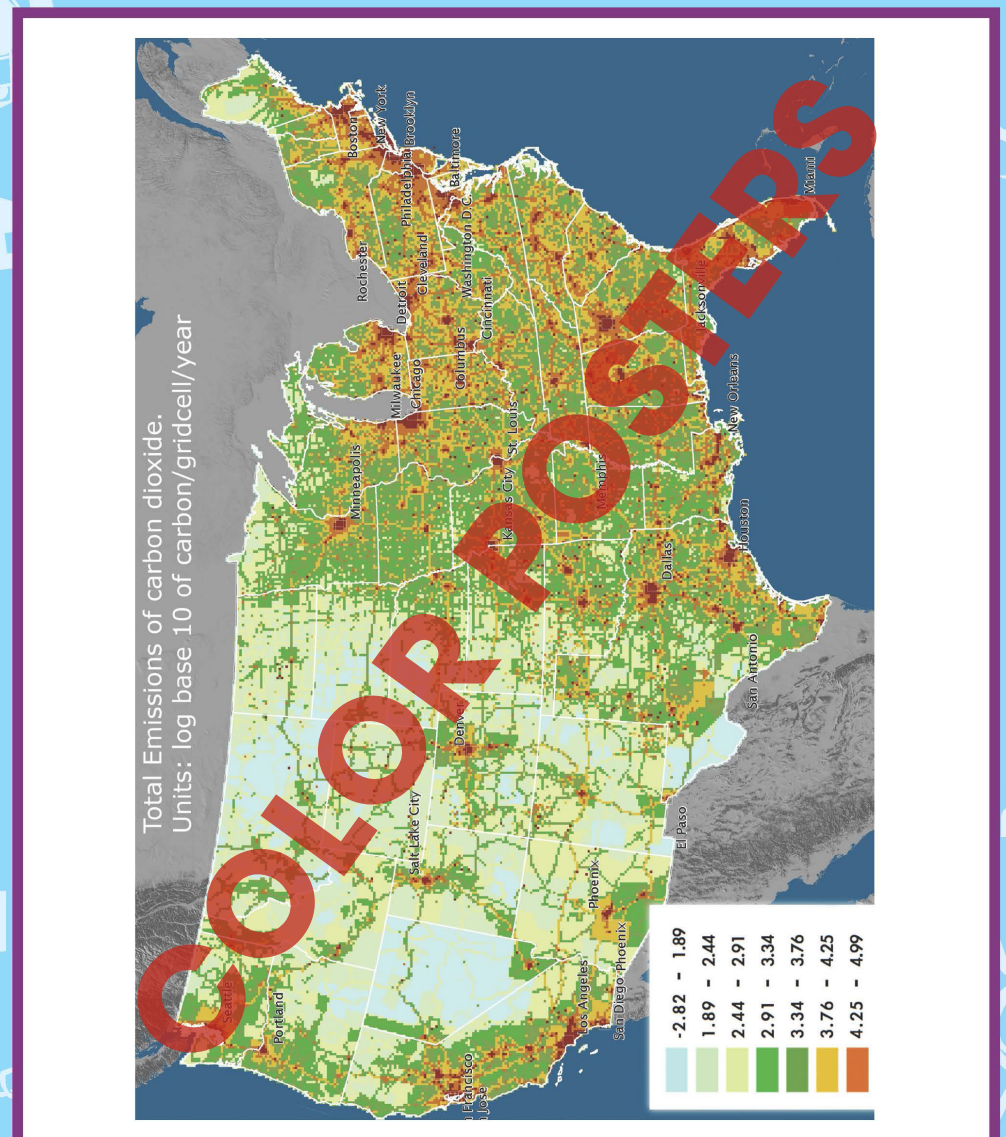 Total Emissions of carbon dioxide.
Units: log base 10 of carbon/gridcell/year
COLOR POSTERS
Seattle
Portland
n Francisco
n Jose
Los Angeles
San Diego
Phoenix
Phoenix
Salt Lake City
Denver
El Paso
San Antonio
Dallas
Houston
New Orleans
Memphis
Kansas City
St. Louis
Minneapolis
Milwaukee
Chicago
Detroit
Columbus
Cincinnati
Cleveland
Rochester
Washington D.C.
Baltimore
Philadelphia
Brooklyn
New York
Boston
Jacksonville
Miami
-2.82 - 1.89
1.89 - 2.44
2.44 - 2.91
2.91 - 3.34
3.34 - 3.76
3.76 - 4.25
4.25 - 4.99